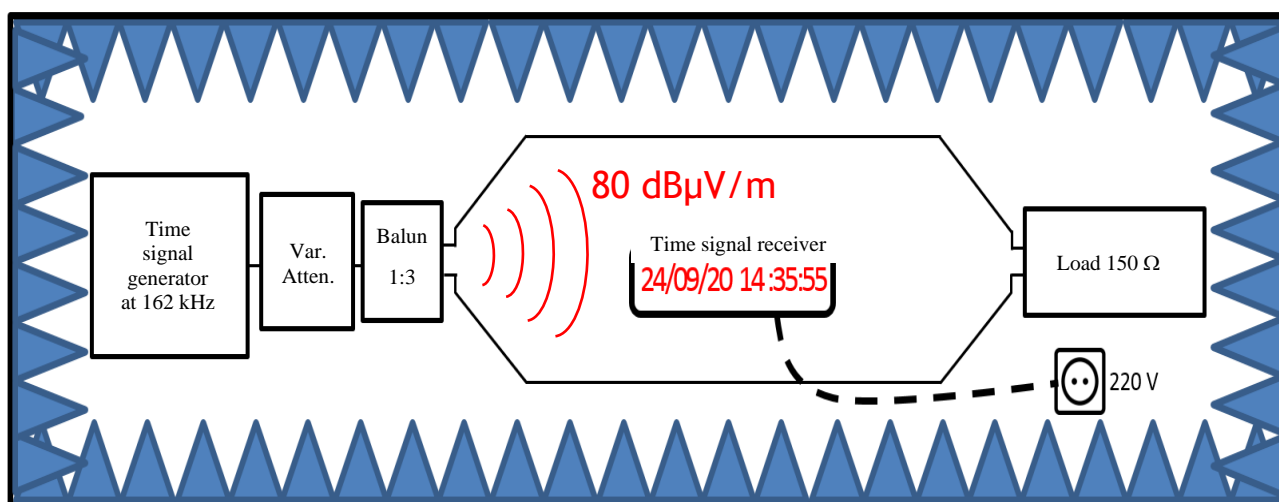 Time
signal
generator
at 162 kHz
Var.
Atten.
Balun
1:3
80 dBµV/m
Time signal receiver
24/09/20 14 :35:55
Load 150 Ω
220 V